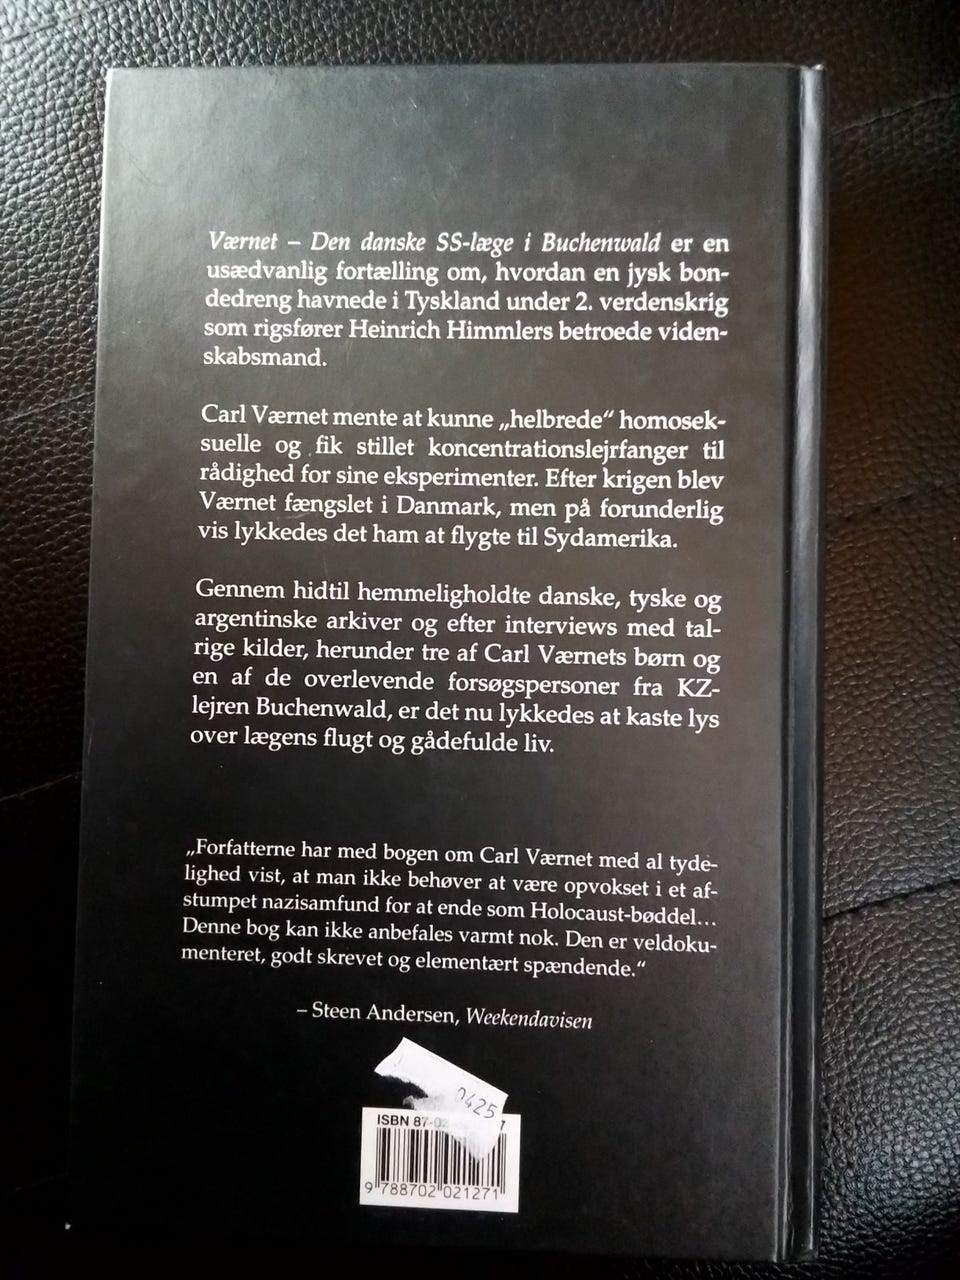 Værnet – Den danske SS-læge i Buchenwald er en
usædvanlig fortælling om, hvordan en jysk bon-
dedreng havnede i Tyskland under 2. verdenskrig
som rigsfører Heinrich Himmlers betroede viden-
skabsmand.
Carl Værnet mente at kunne „helbrede“ homosek-
suelle og fik stillet koncentrationslejrfanger til
rådighed for sine eksperimenter. Efter krigen blev
Værnet fængslet i Danmark, men på forunderlig
vis lykkedes det ham at flygte til Sydamerika.
Gennem hidtil hemmeligholdte danske, tyske og
argentinske arkiver og efter interviews med tal-
rige kilder, herunder tre af Carl Værnets børn og
en af de overlevende forsøgspersoner fra KZ-
lejren Buchenwald, er det nu lykkedes at kaste lys
over lægens flugt og gådefulde liv.
„Forfatterne har med bogen om Carl Værnet med al tyde-
lighed vist, at man ikke behøver at være opvokset i et af-
stumpet nazisamfund for at ende som Holocaust-bøddel...
Denne bog kan ikke anbefales varmt nok. Den er veldoku-
menteret, godt skrevet og elementært spændende.“
– Steen Andersen, Weekendavisen
0425
ISBN 87-02
9 788702 021271